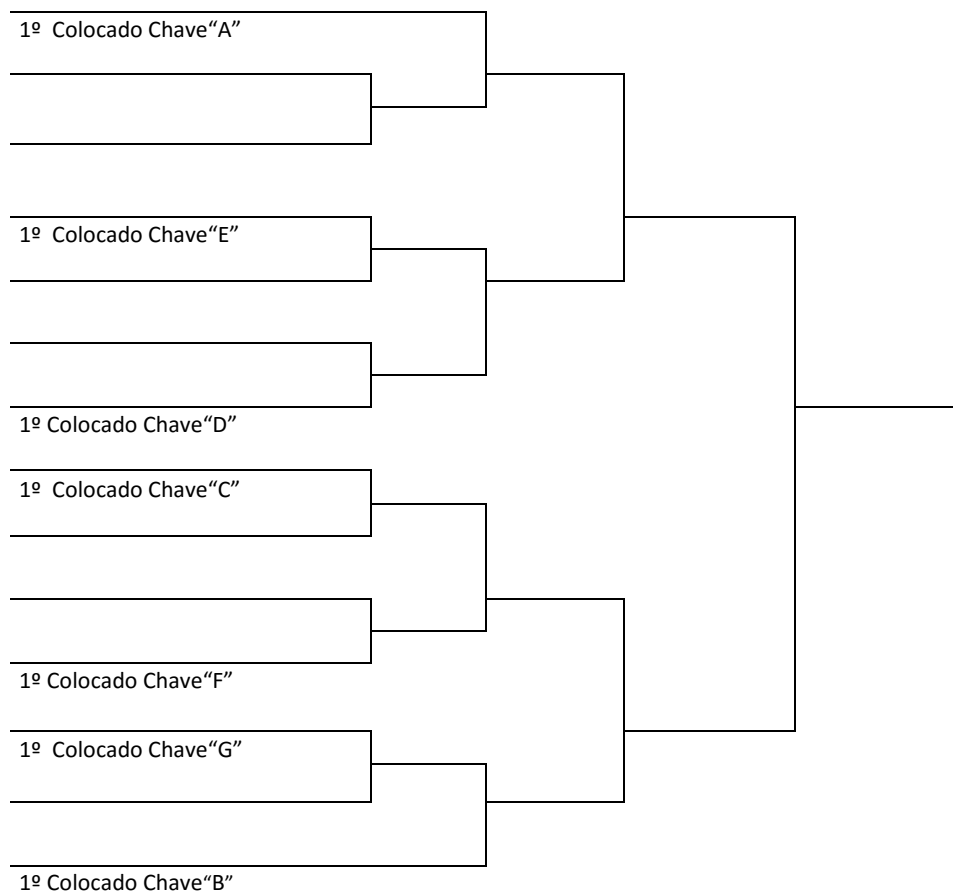 1º  Colocado Chave“A”
1º  Colocado Chave“E”
1º Colocado Chave“D”
1º  Colocado Chave“C”
1º Colocado Chave“F”
1º  Colocado Chave“G”
1º Colocado Chave“B”